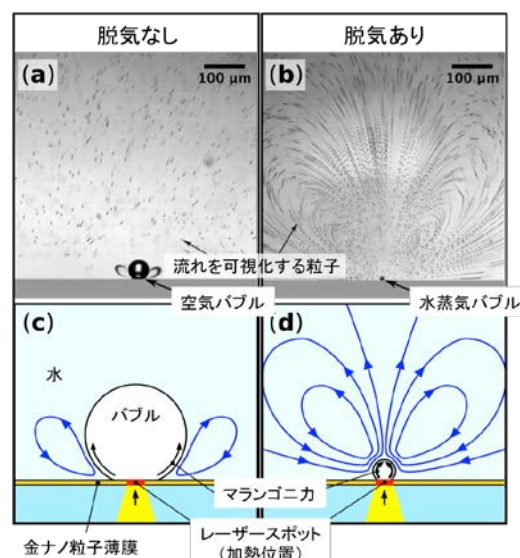 脱気なし
脱気あり
(a)
100 μm
(b)
100 μm
流れを可視化する粒子
空気バブル
水蒸気バブル
(c)
(d)
水
バブル
マランゴニ力
金ナノ粒子薄膜
レーザースポット
(加熱位置)